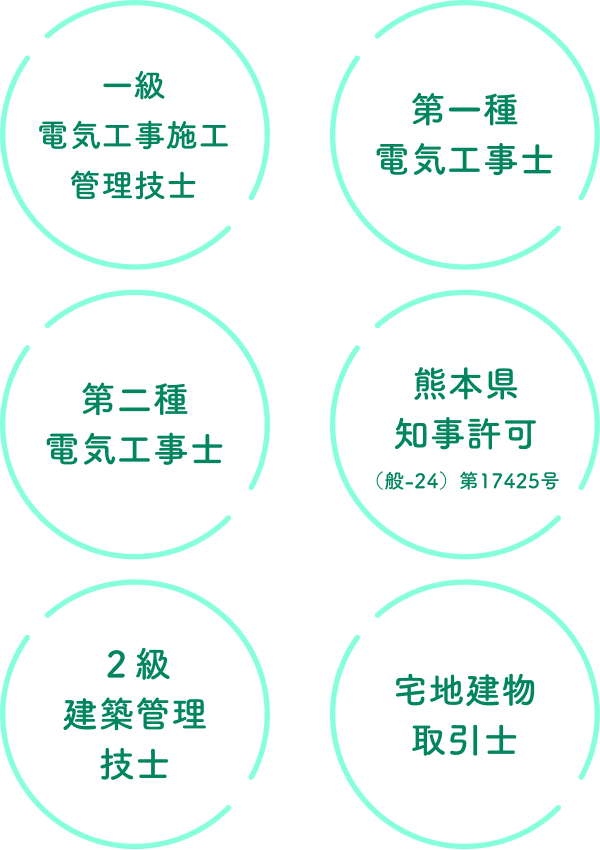 一級
電気工事施工
管理技士
第一種
電気工事士
第二種
電気工事士
熊本県
知事許可
（般-24）第17425号
２級
建築管理
技士
宅地建物
取引士